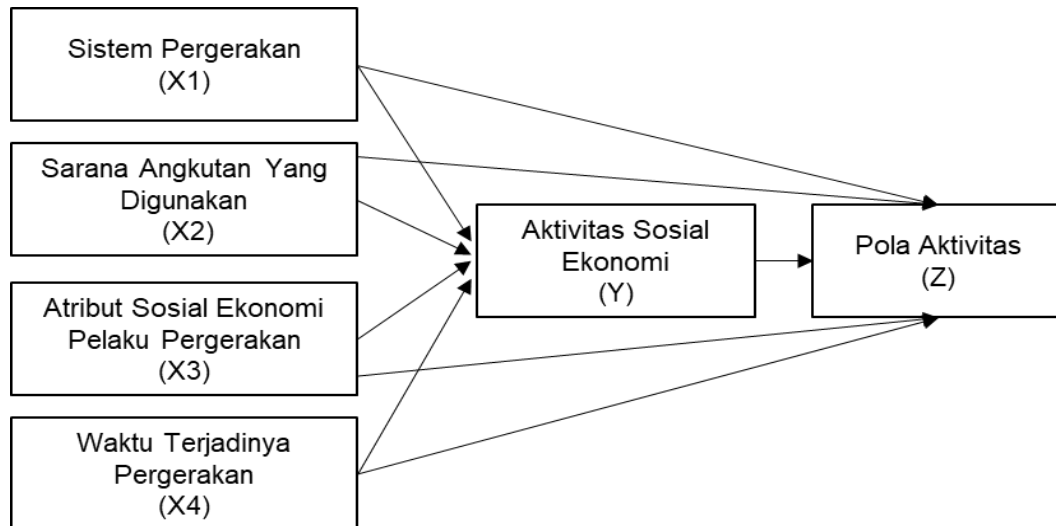 Sistem Pergerakan
(X1)
Sarana Angkutan Yang
Digunakan
(X2)
Atribut Sosial Ekonomi
Pelaku Pergerakan
(X3)
Waktu Terjadinya
Pergerakan
(X4)
Aktivitas Sosial
Ekonomi
(Y)
Pola Aktivitas
(Z)